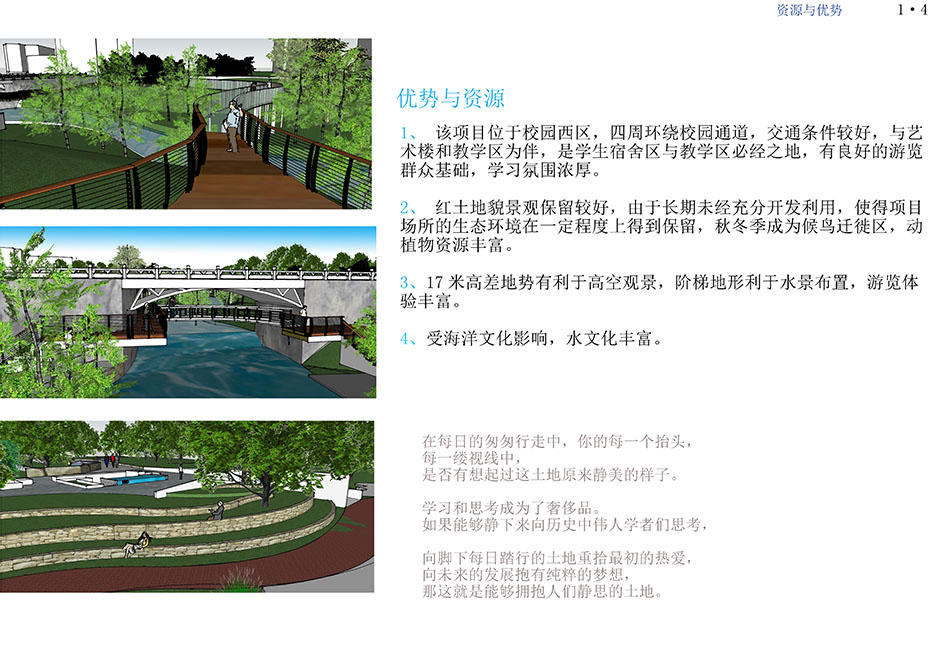 资源与优势 1·4
优势与资源
1、 该项目位于校园西区，四周环绕校园通道，交通条件较好，与艺
术楼和教学区为伴，是学生宿舍区与教学区必经之地，有良好的游览
群众基础，学习氛围浓厚。
2、 红土地貌景观保留较好，由于长期未经充分开发利用，使得项目
场所的生态环境在一定程度上得到保留，秋冬季成为候鸟迁徙区，动
植物资源丰富。
3、17 米高差地势有利于高空观景，阶梯地形利于水景布置，游览体
验丰富。
4、受海洋文化影响，水文化丰富。
在每日的匆匆行走中，你的每一个抬头，
每一缕视线中，
是否有想起过这土地原来静美的样子。
学习和思考成为了奢侈品。
如果能够静下来向历史中伟人学者们思考，
向脚下每日踏行的土地重拾最初的热爱，
向未来的发展抱有纯粹的梦想，
那这就是能够拥抱人们静思的土地。